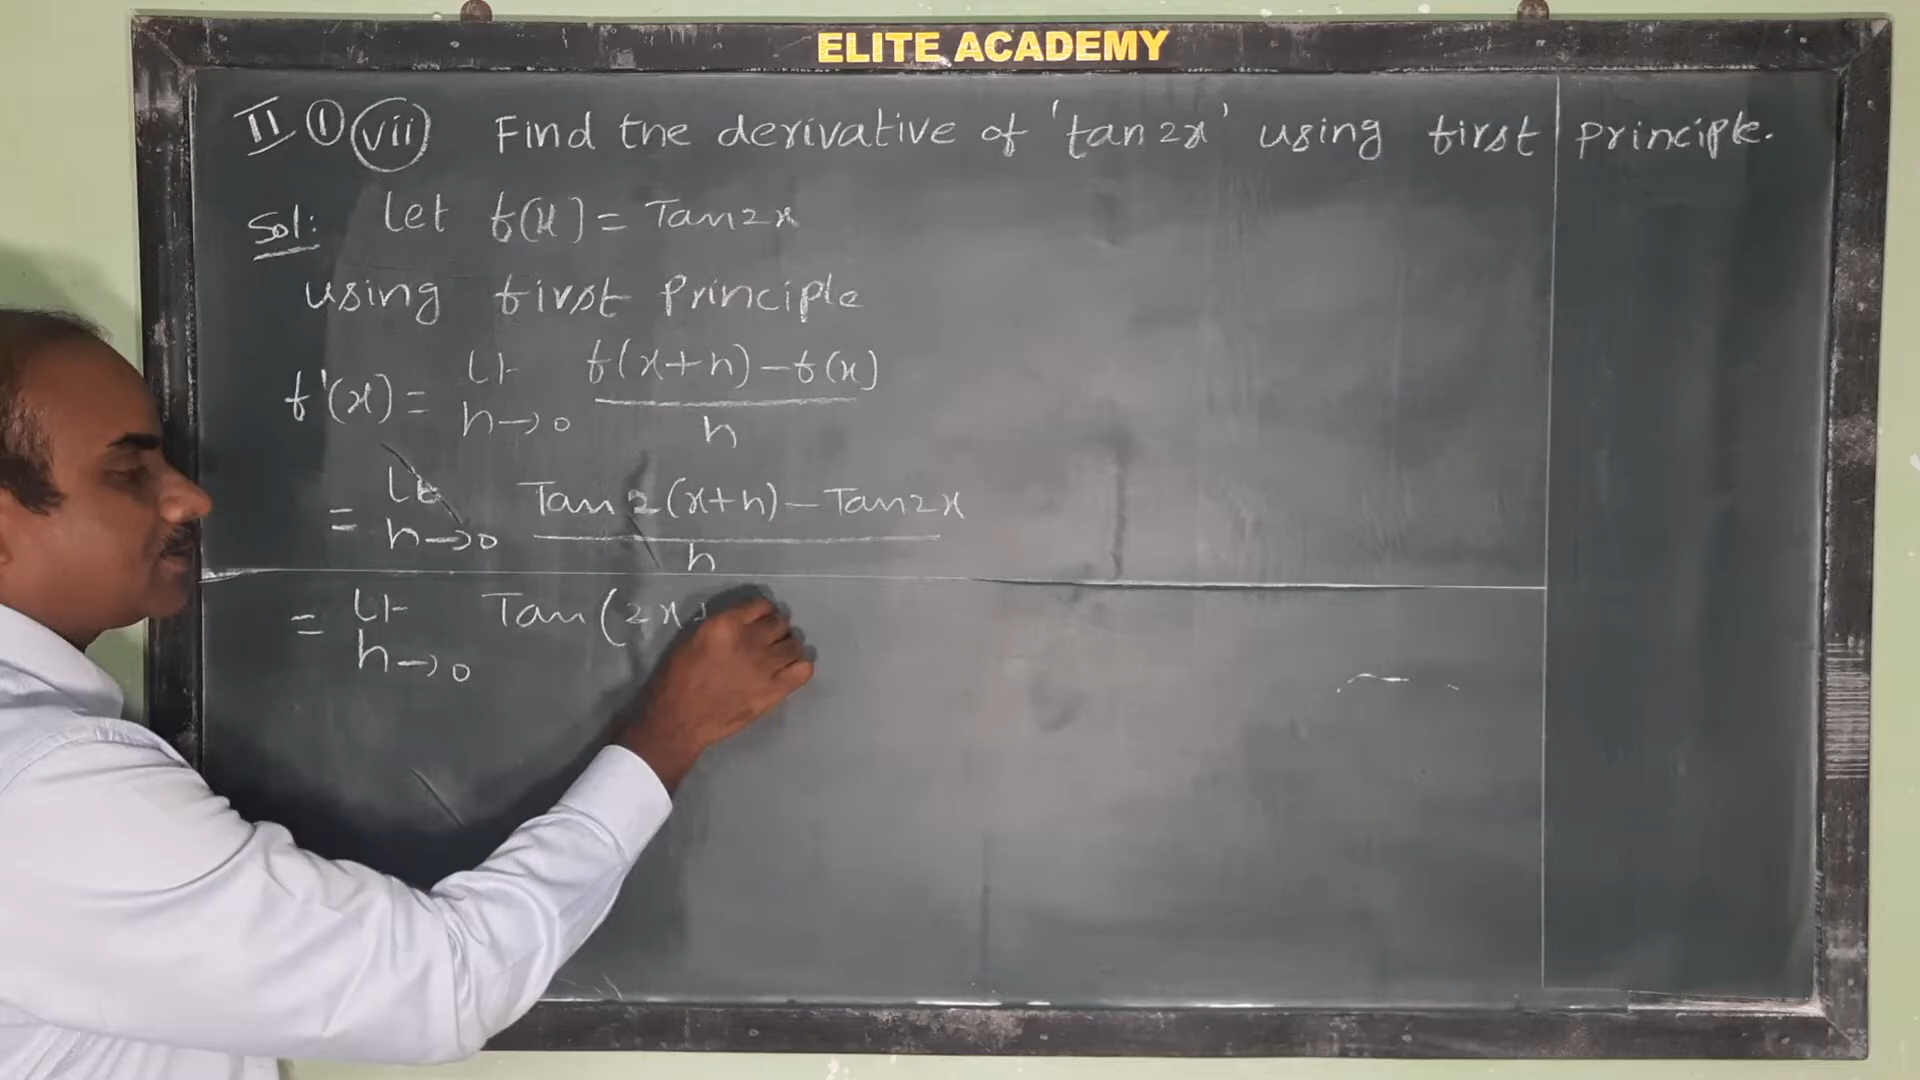 ELITE ACADEMY
II ① (vii) Find the derivative of 'tan 2x' using first principle.
Sol: Let f(x) = Tan2x
using first principle
f'(x) = Lt h→0 f(x+h) - f(x) / h
= Lt h→0 Tan 2(x+h) - Tan2x / h
= Lt h→0 Tan (2x